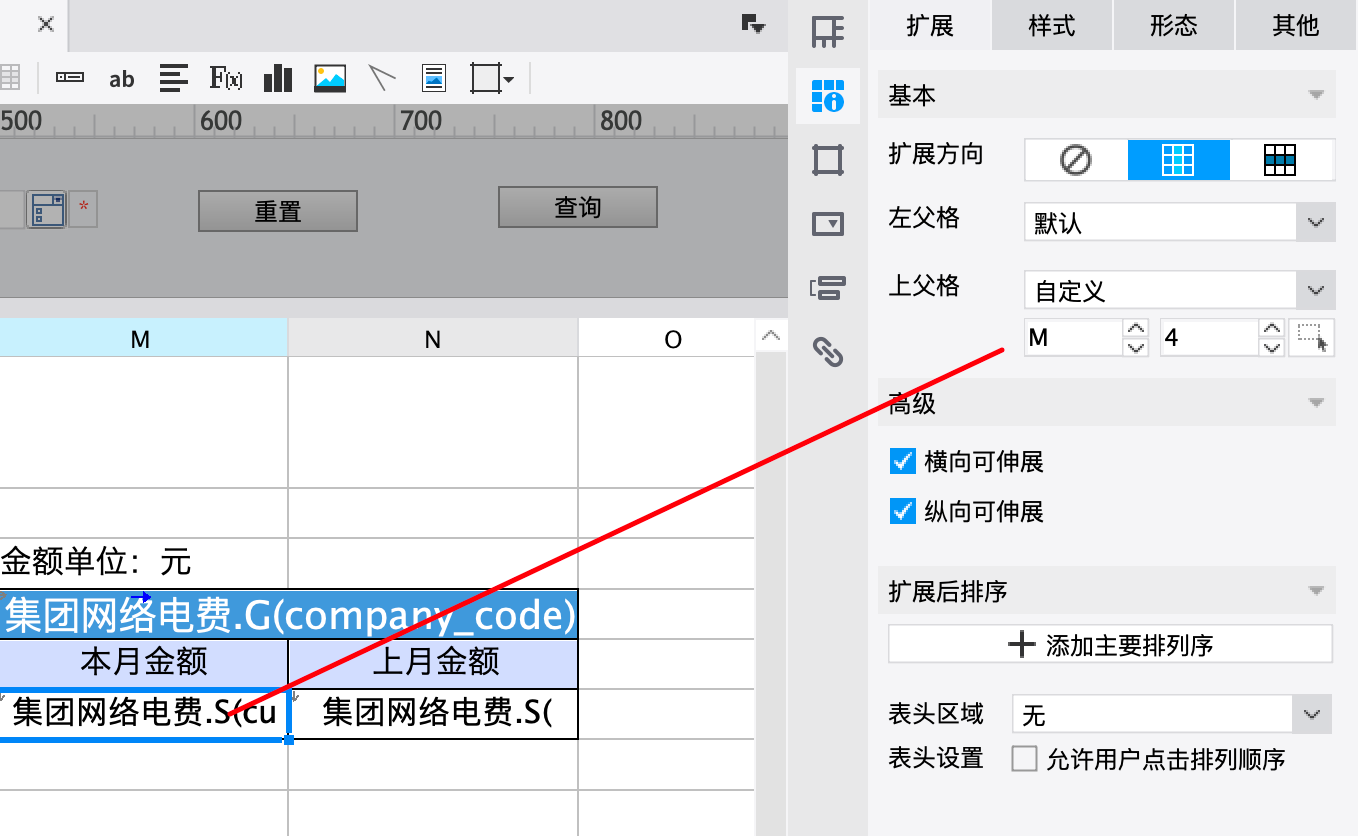 扩展 样式 形态 其他
ab F(x)
基本
500 600 700 800
扩展方向
* 重置 查询
左父格 默认
上父格 自定义
M 4
M N O
高级
横向可伸展
纵向可伸展
金额单位：元
扩展后排序
集团网络电费.G(company_code)
添加主要排列序
本月金额 上月金额
集团网络电费.S(cu 集团网络电费.S(
表头区域 无
表头设置 允许用户点击排列顺序